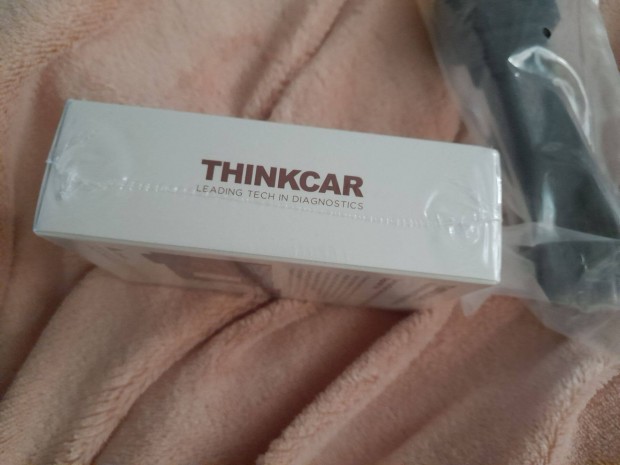 THINKCAR
LEADING TECH IN DIAGNOSTICS